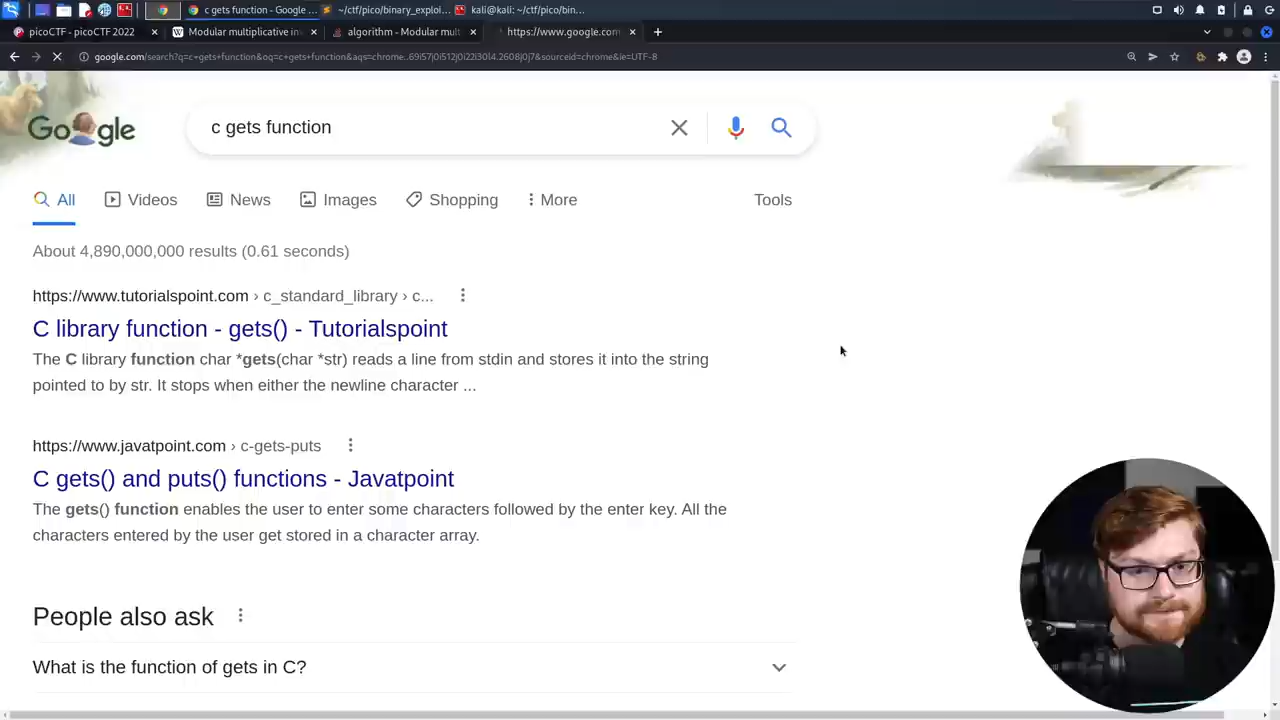 c gets function - Google ...
~/ctf/pico/binary_exploi...
kali@kali: ~/ctf/pico/bin...
picoCTF - picoCTF 2022
Modular multiplicative in
algorithm - Modular mult
https://www.google.com
google.com/search?q=c+gets+function&oq=c+gets+function&aqs=chrome..69i57j0i512j0i22i30l4.2608j0j7&sourceid=chrome&ie=UTF-8
Google
c gets function
All
Videos
News
Images
Shopping
More
Tools
About 4,890,000,000 results (0.61 seconds)
https://www.tutorialspoint.com › c_standard_library › c...
C library function - gets() - Tutorialspoint
The C library function char *gets(char *str) reads a line from stdin and stores it into the string
pointed to by str. It stops when either the newline character ...
https://www.javatpoint.com › c-gets-puts
C gets() and puts() functions - Javatpoint
The gets() function enables the user to enter some characters followed by the enter key. All the
characters entered by the user get stored in a character array.
People also ask
What is the function of gets in C?